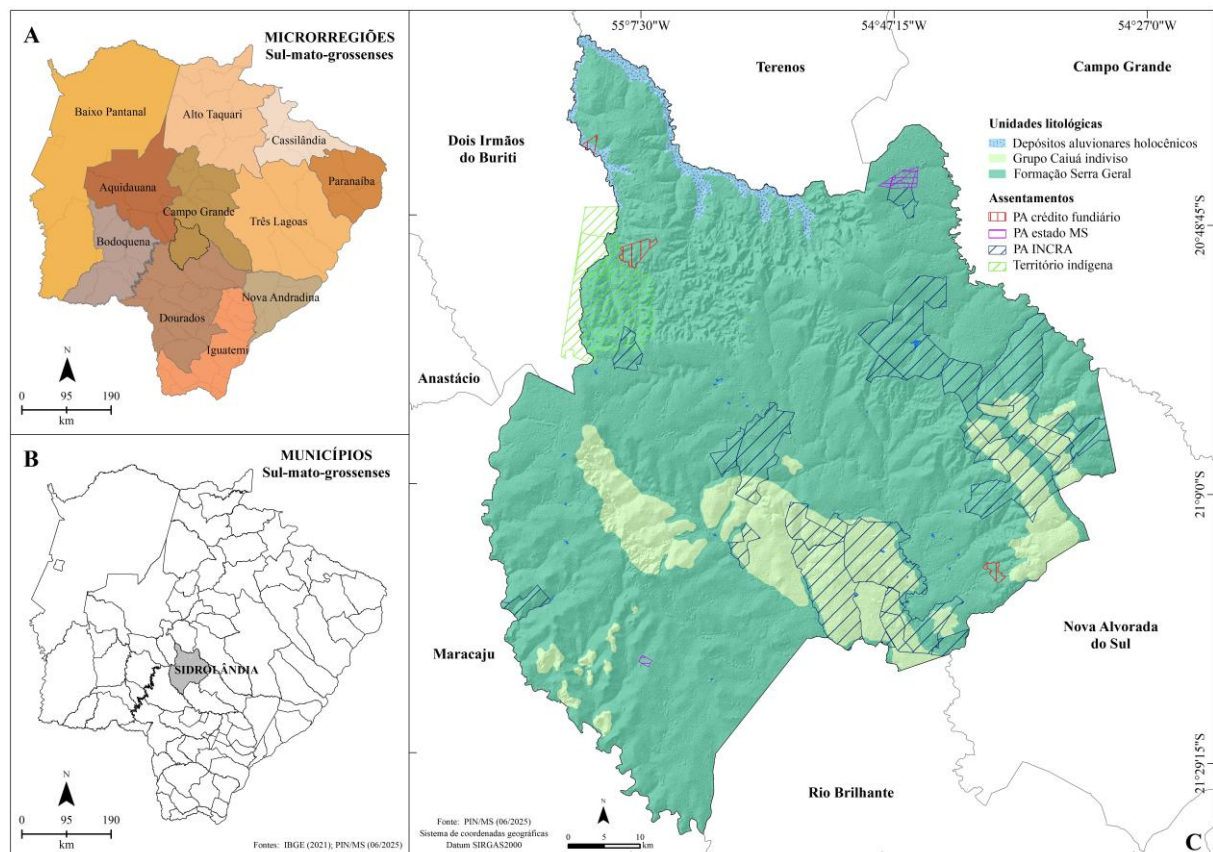 A
MICRORREGIÕES
Sul-mato-grossenses
Baixo Pantanal
Alto Taquari
Cassilândia
Aquidauana
Paranaíba
Campo Grande
Três Lagoas
Bodoquena
Nova Andradina
Dourados
Iguatemi
N
0 95 190
km
B
MUNICÍPIOS
Sul-mato-grossenses
SIDROLÂNDIA
N
0 95 190
km
Fontes: IBGE (2021); PIN/MS (06/2025)
55°7'30"W
54°47'15"W
54°27'0"W
Terenos
Campo Grande
Dois Irmãos
do Buriti
Unidades litológicas
Depósitos aluvionares holocênicos
Grupo Caiuá indiviso
Formação Serra Geral
Assentamentos
PA crédito fundiário
PA estado MS
PA INCRA
Território indígena
20°48'45"S
Anastácio
21°9'0"S
Maracaju
Nova Alvorada
do Sul
21°29'15"S
Rio Brilhante
Fonte: PIN/MS (06/2025)
Sistema de coordenadas geográficas
Datum SIRGAS2000
N
0 5 10
km
C